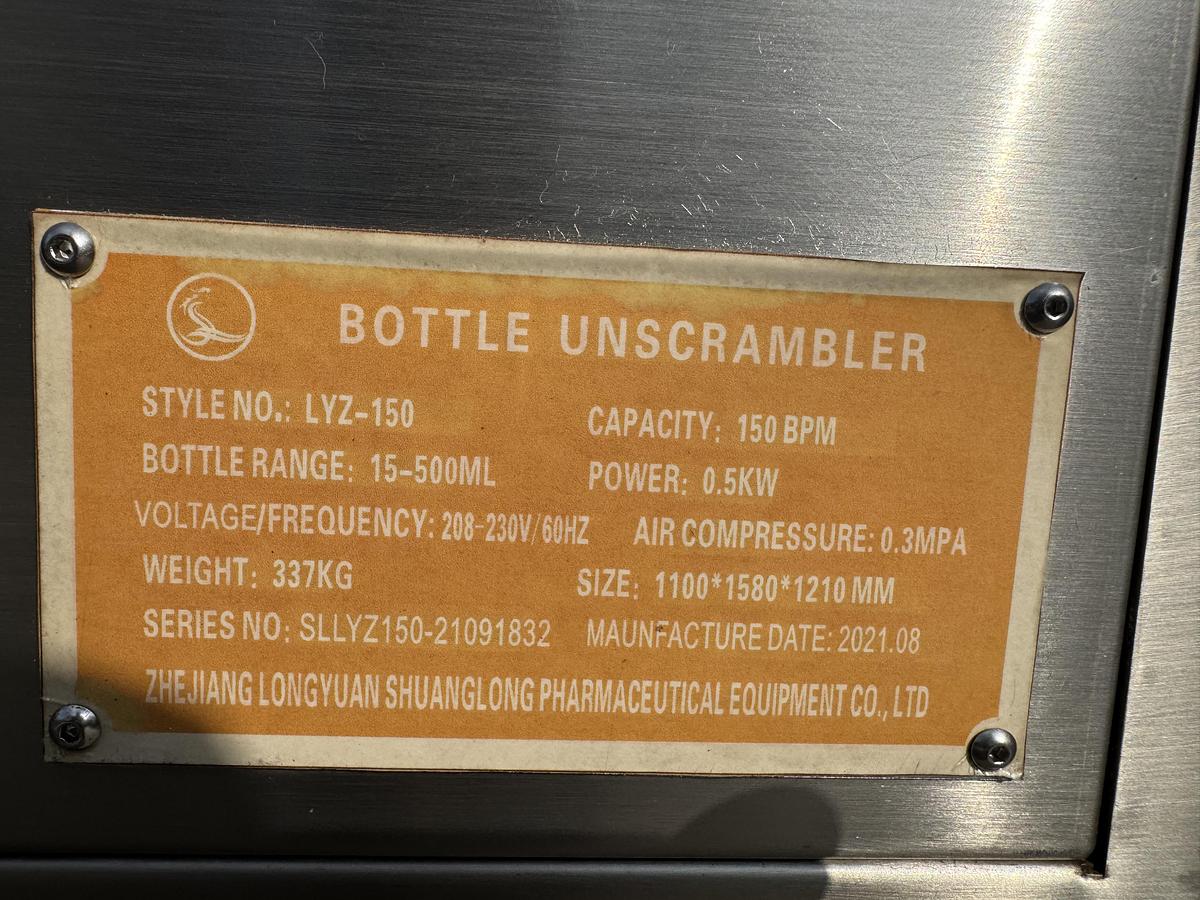 BOTTLE UNSCRAMBLER
STYLE NO.: LYZ-150 CAPACITY: 150 BPM
BOTTLE RANGE: 15-500ML POWER: 0.5KW
VOLTAGE/FREQUENCY: 208-230V/60HZ AIR COMPRESSURE: 0.3MPA
WEIGHT: 337KG SIZE: 1100*1580*1210 MM
SERIES NO: SLLYZ150-21091832 MAUNFACTURE DATE: 2021.08
ZHEJIANG LONGYUAN SHUANGLONG PHARMACEUTICAL EQUIPMENT CO., LTD